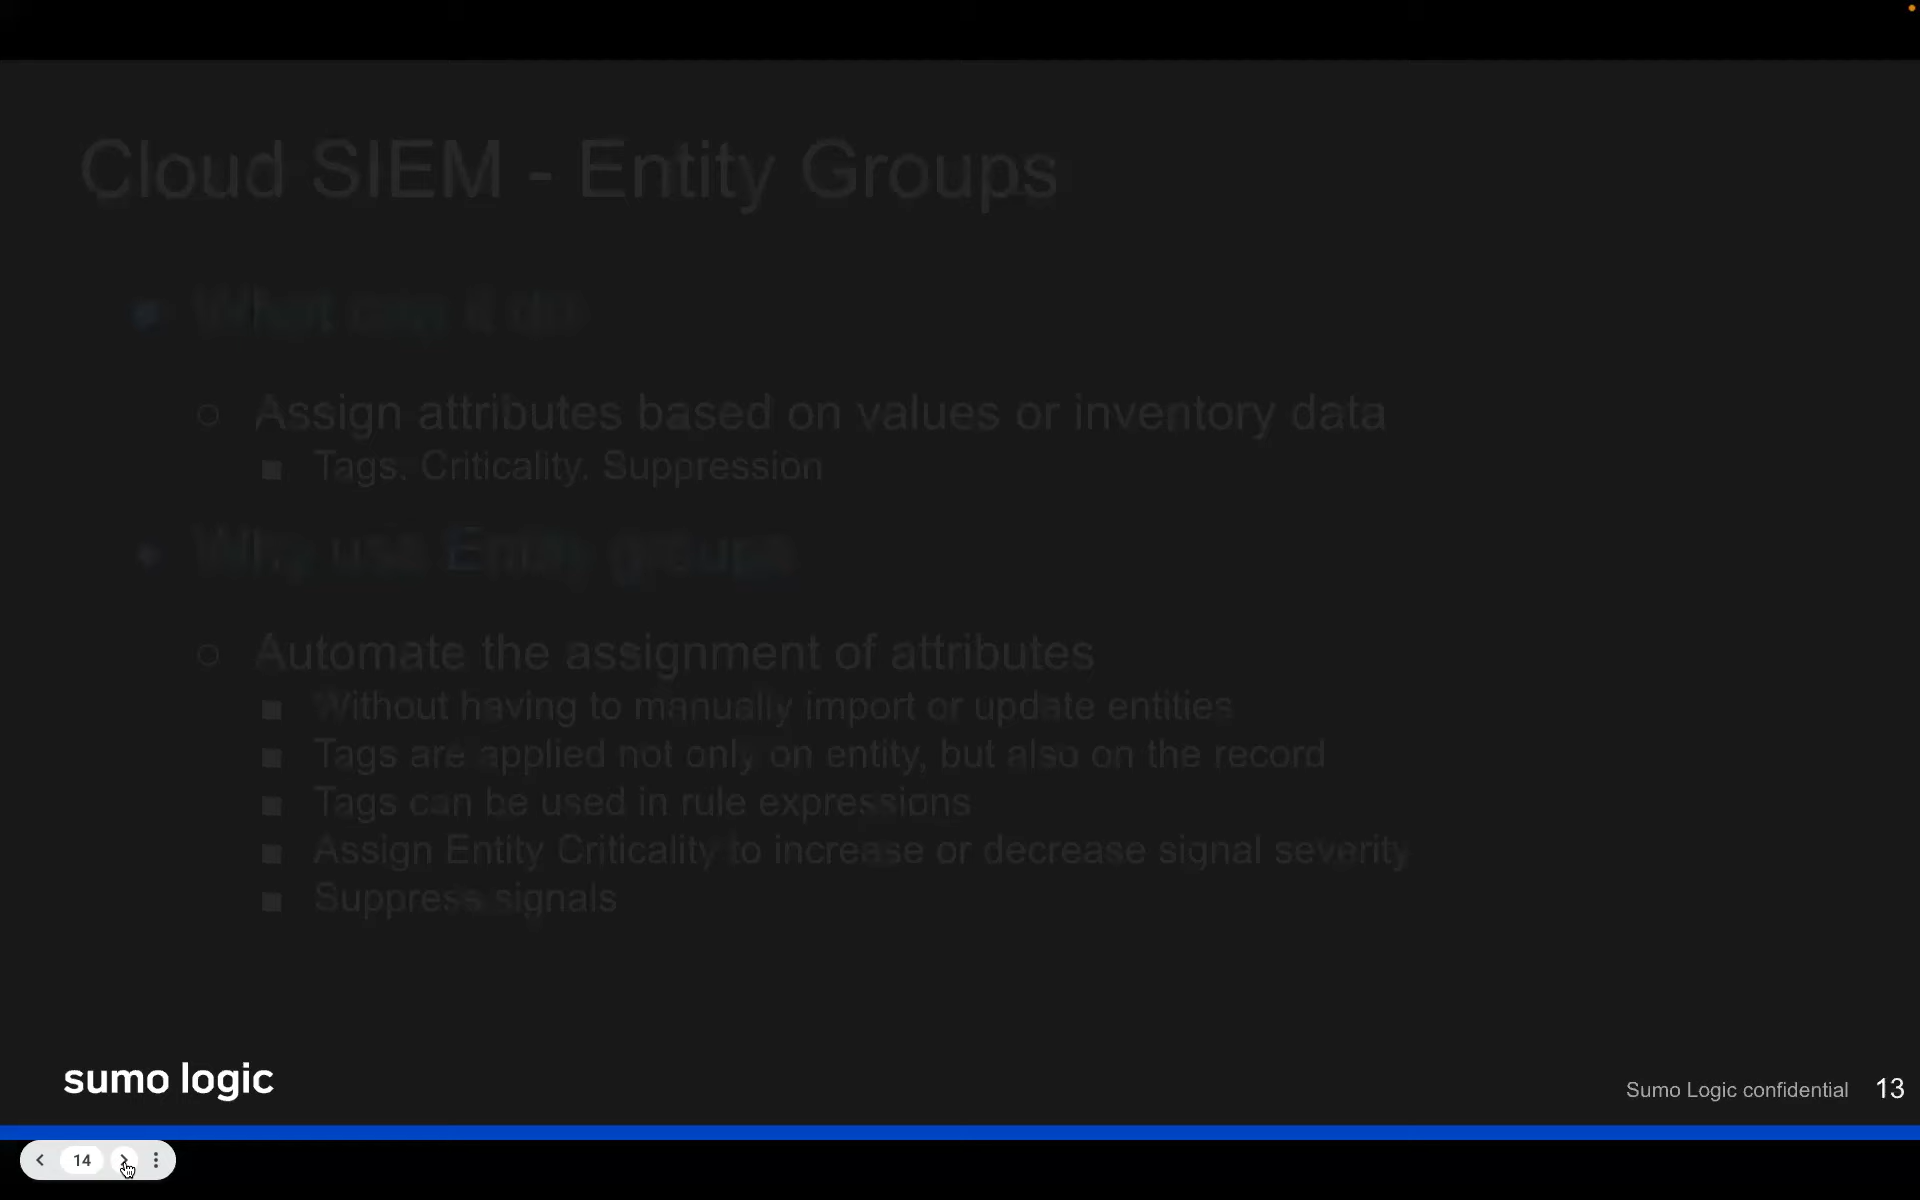 Cloud SIEM - Entity Groups
What can it do
Assign attributes based on values or inventory data
Tags, Criticality, Suppression
Why use Entity groups
Automate the assignment of attributes
Without having to manually import or update entities
Tags are applied not only on entity, but also on the record
Tags can be used in rule expressions
Assign Entity Criticality to increase or decrease signal severity
Suppress signals
sumo logic
Sumo Logic confidential 13
14